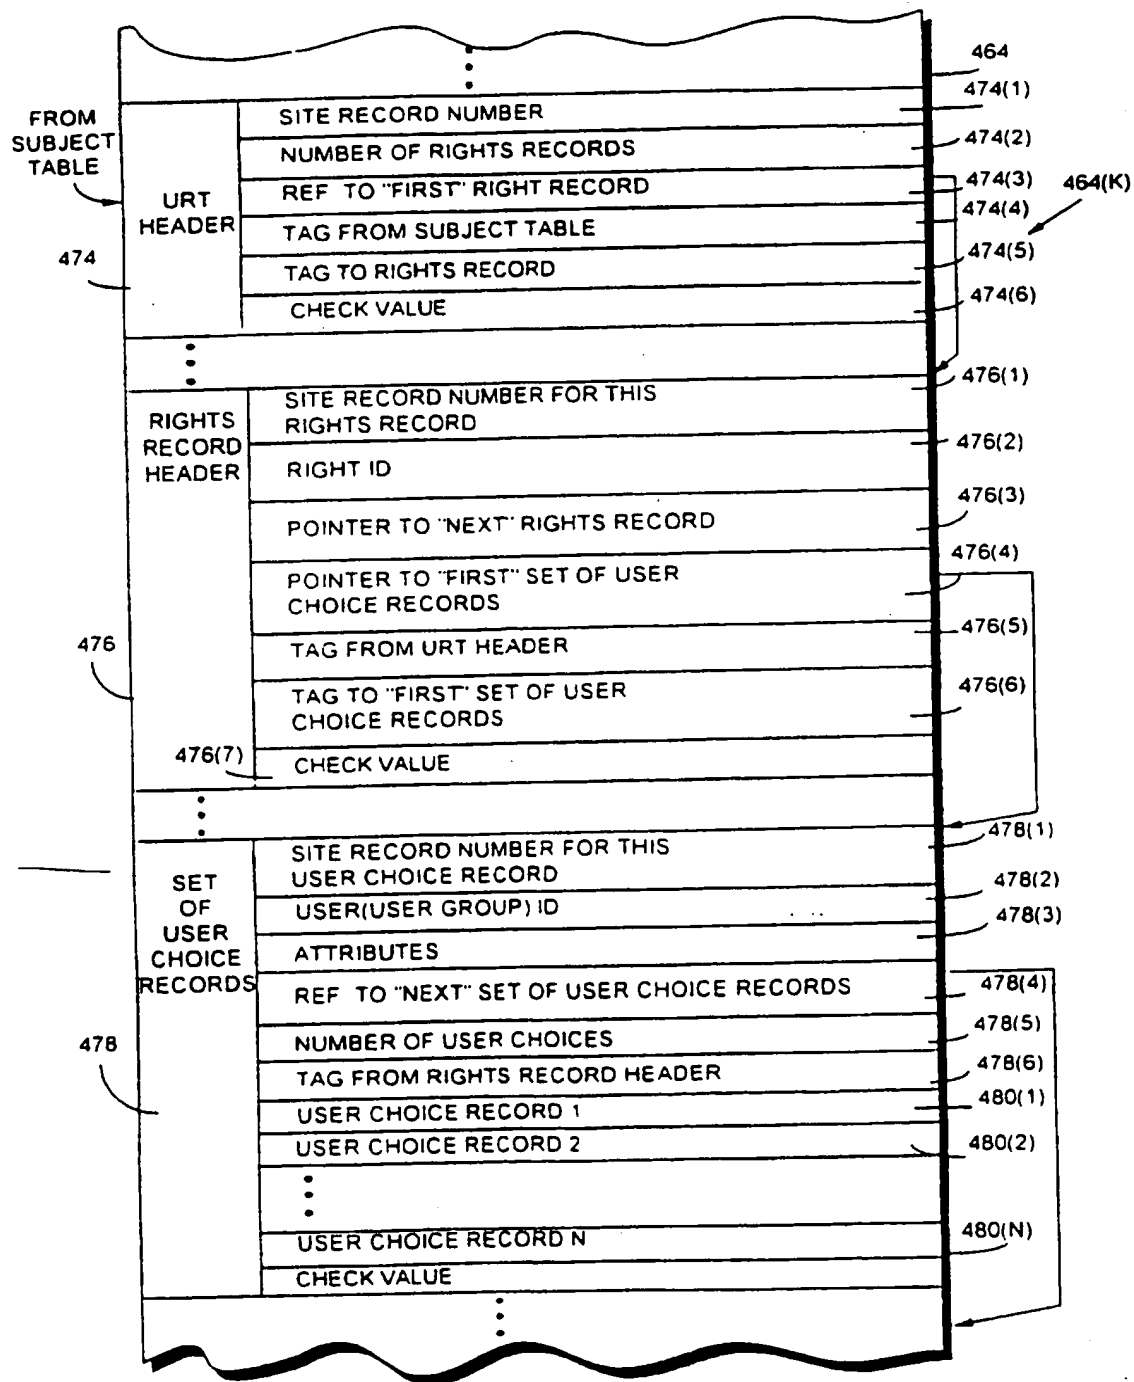 464
474(1)
FROM
SUBJECT
TABLE
URT
HEADER
474
SITE RECORD NUMBER
NUMBER OF RIGHTS RECORDS
474(2)
REF TO "FIRST" RIGHT RECORD
474(3)
464(K)
TAG FROM SUBJECT TABLE
474(4)
TAG TO RIGHTS RECORD
474(5)
CHECK VALUE
474(6)
RIGHTS
RECORD
HEADER
SITE RECORD NUMBER FOR THIS
RIGHTS RECORD
476(1)
RIGHT ID
476(2)
POINTER TO "NEXT" RIGHTS RECORD
476(3)
POINTER TO "FIRST" SET OF USER
CHOICE RECORDS
476(4)
476
TAG FROM URT HEADER
476(5)
TAG TO "FIRST" SET OF USER
CHOICE RECORDS
476(6)
476(7)
CHECK VALUE
SET
OF
USER
CHOICE
RECORDS
478
SITE RECORD NUMBER FOR THIS
USER CHOICE RECORD
478(1)
USER(USER GROUP) ID
478(2)
ATTRIBUTES
478(3)
REF TO "NEXT" SET OF USER CHOICE RECORDS
478(4)
NUMBER OF USER CHOICES
478(5)
TAG FROM RIGHTS RECORD HEADER
478(6)
USER CHOICE RECORD 1
480(1)
USER CHOICE RECORD 2
480(2)
USER CHOICE RECORD N
480(N)
CHECK VALUE